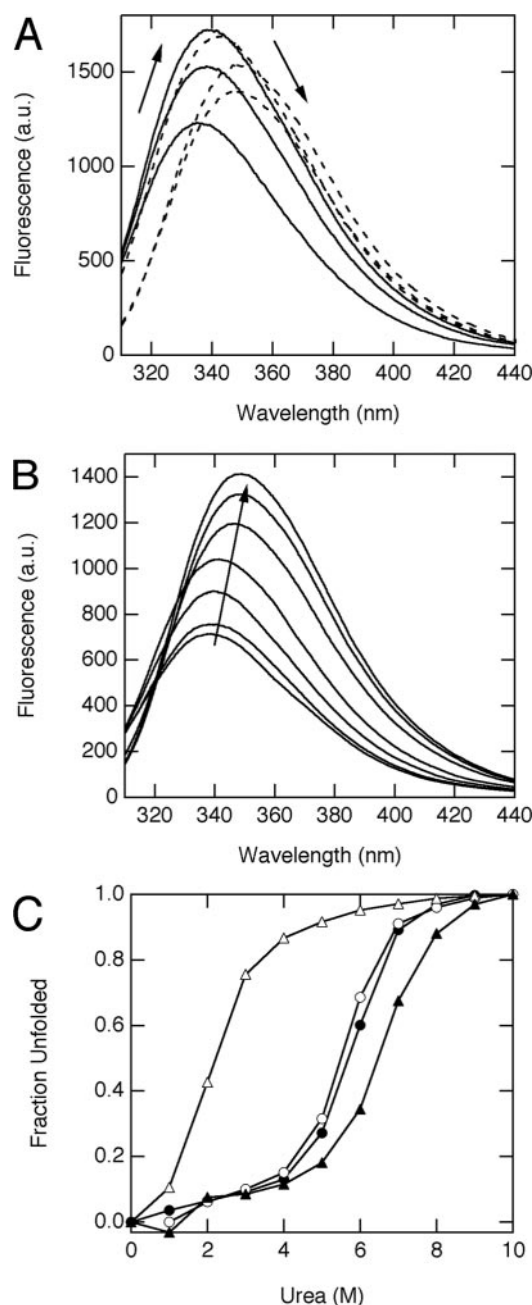 A
1500
1000
500
0
Fluorescence (a.u.)
320 340 360 380 400 420 440
Wavelength (nm)
B
1400
1200
1000
800
600
400
200
0
Fluorescence (a.u.)
320 340 360 380 400 420 440
Wavelength (nm)
C
1.0
0.8
0.6
0.4
0.2
0.0
Fraction Unfolded
0 2 4 6 8 10
Urea (M)